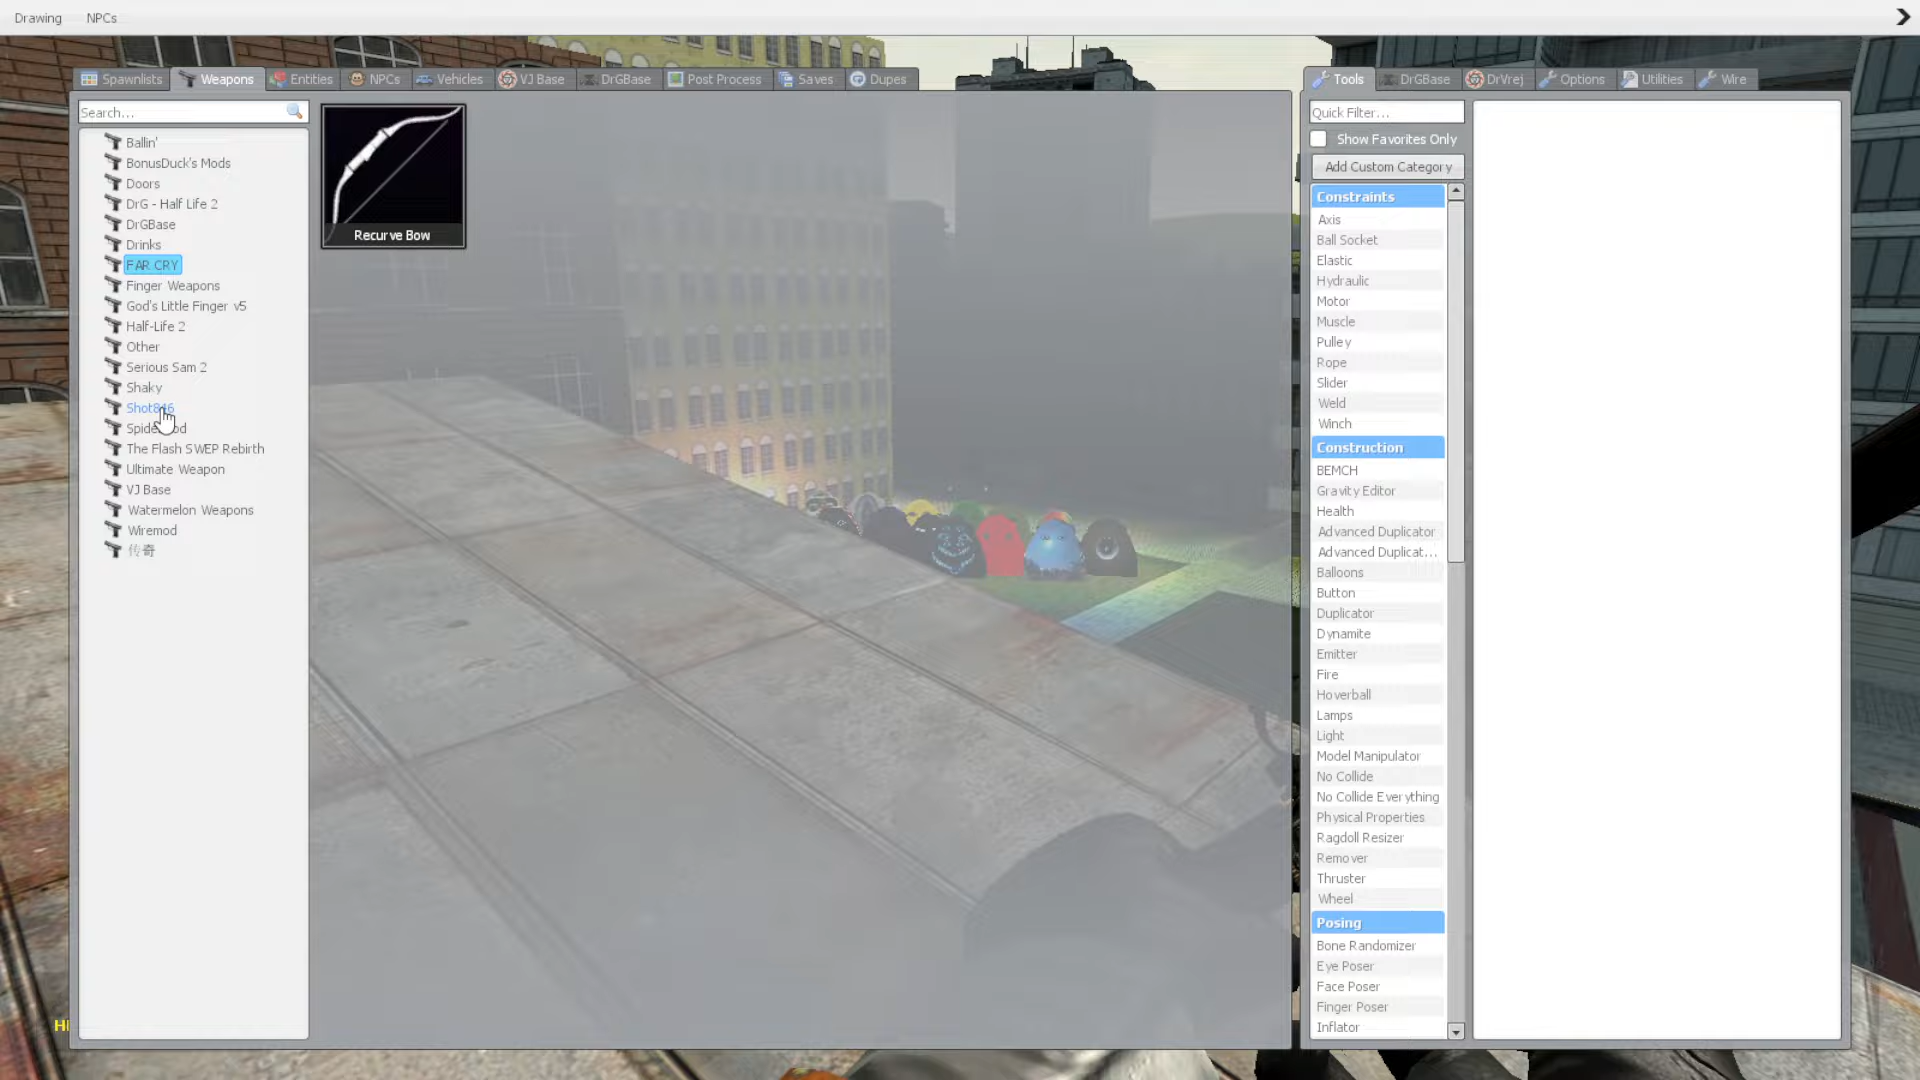 Drawing NPCs
Spawnlists Weapons Entities NPCs Vehicles VJ Base DrGBase Post Process Saves Dupes
Search...
Ballin'
BonusDuck's Mods
Doors
DrG - Half Life 2
DrGBase
Drinks
FAR CRY
Finger Weapons
God's Little Finger v5
Half-Life 2
Other
Serious Sam 2
Shaky
Shot846
The Flash SWEP Rebirth
Ultimate Weapon
VJ Base
Watermelon Weapons
Wiremod
传奇
Recurve Bow
Tools DrGBase DrVrej Options Utilities Wire
Quick Filter...
Show Favorites Only
Add Custom Category
Constraints
Axis
Ball Socket
Elastic
Hydraulic
Motor
Muscle
Pulley
Rope
Slider
Weld
Winch
Construction
BEMCH
Gravity Editor
Health
Advanced Duplicator
Advanced Duplicat...
Balloons
Button
Duplicator
Dynamite
Emitter
Fire
Hoverball
Lamps
Light
Model Manipulator
No Collide
No Collide Everything
Physical Properties
Ragdoll Resizer
Remover
Thruster
Wheel
Posing
Bone Randomizer
Eye Poser
Face Poser
Finger Poser
Inflator